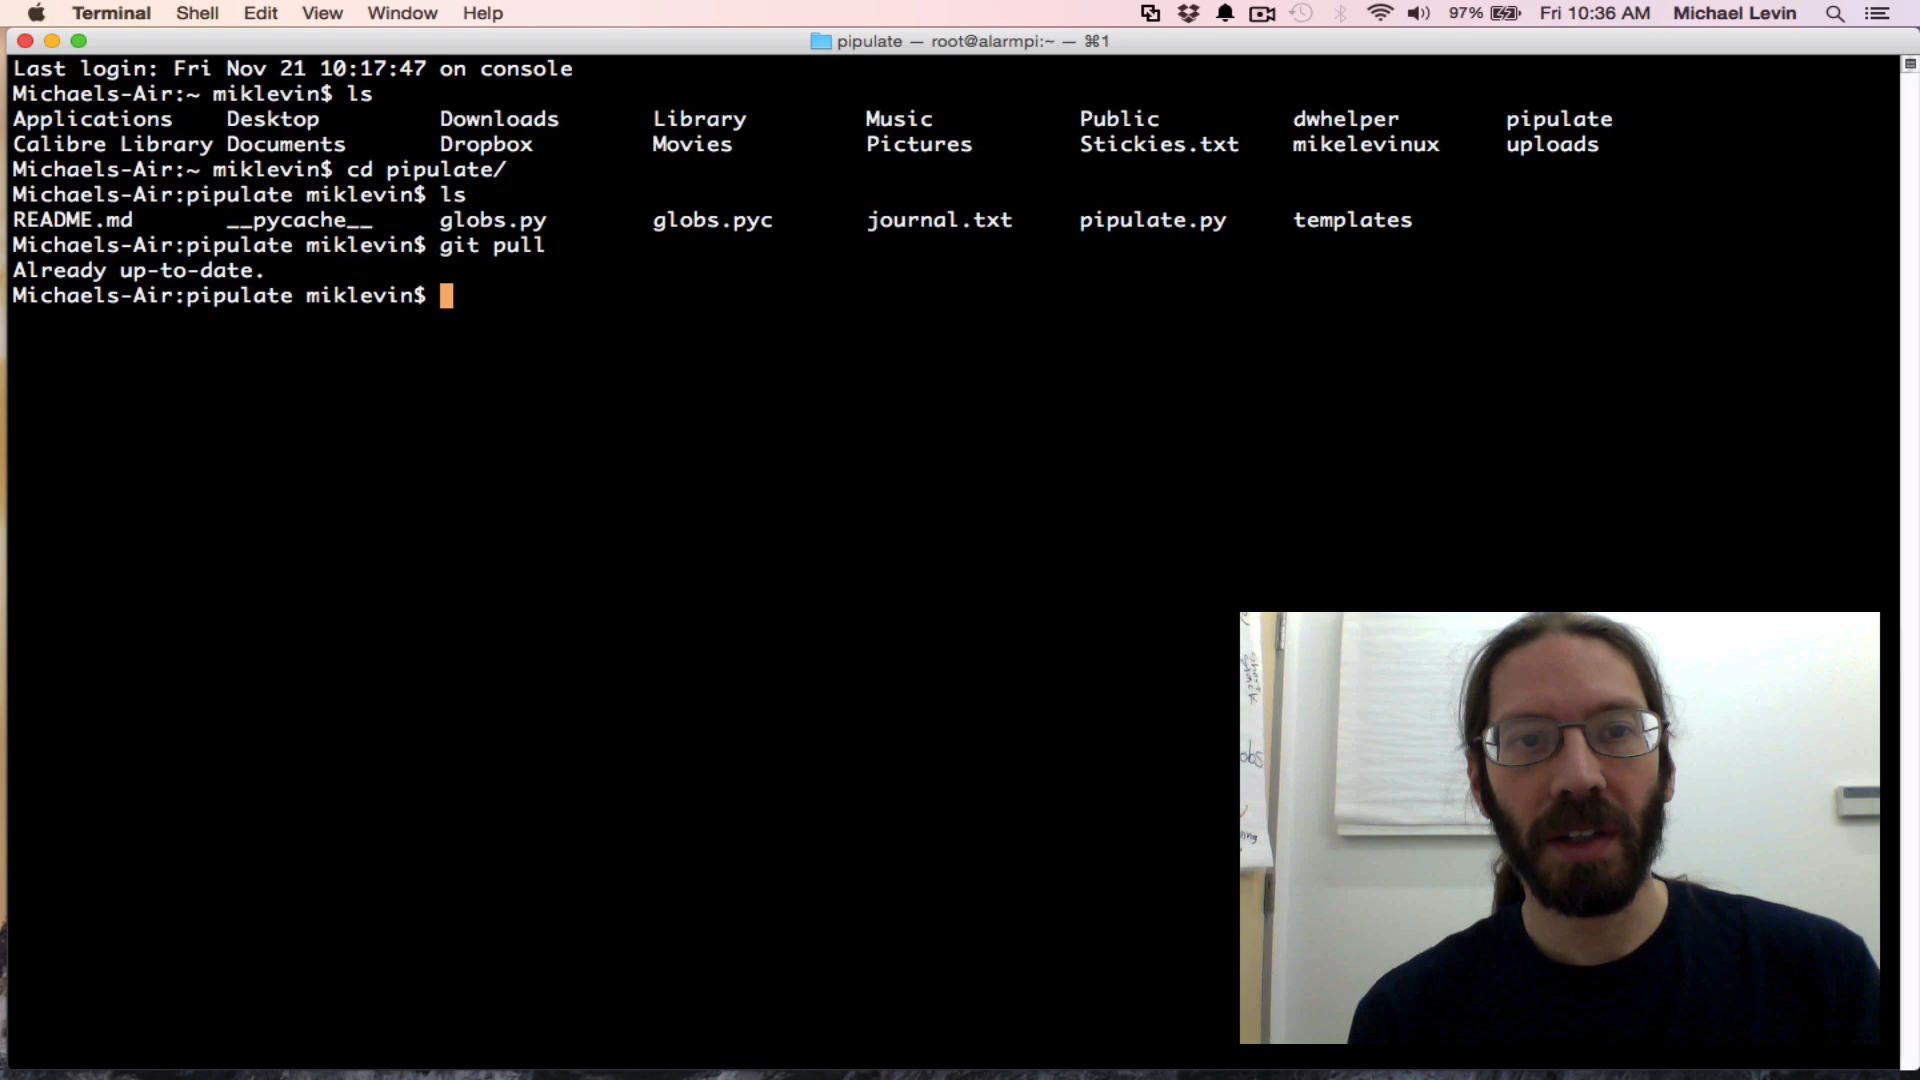 Terminal Shell Edit View Window Help 97% Fri 10:36 AM Michael Levin
pipulate — root@alarmpi:~ — ⌘1
Last login: Fri Nov 21 10:17:47 on console
Michaels-Air:~ miklevin$ ls
Applications Desktop Downloads Library Music Public dwhelper pipulate
Calibre Library Documents Dropbox Movies Pictures Stickies.txt mikelevinux uploads
Michaels-Air:~ miklevin$ cd pipulate/
Michaels-Air:pipulate miklevin$ ls
README.md __pycache__ globs.py globs.pyc journal.txt pipulate.py templates
Michaels-Air:pipulate miklevin$ git pull
Already up-to-date.
Michaels-Air:pipulate miklevin$